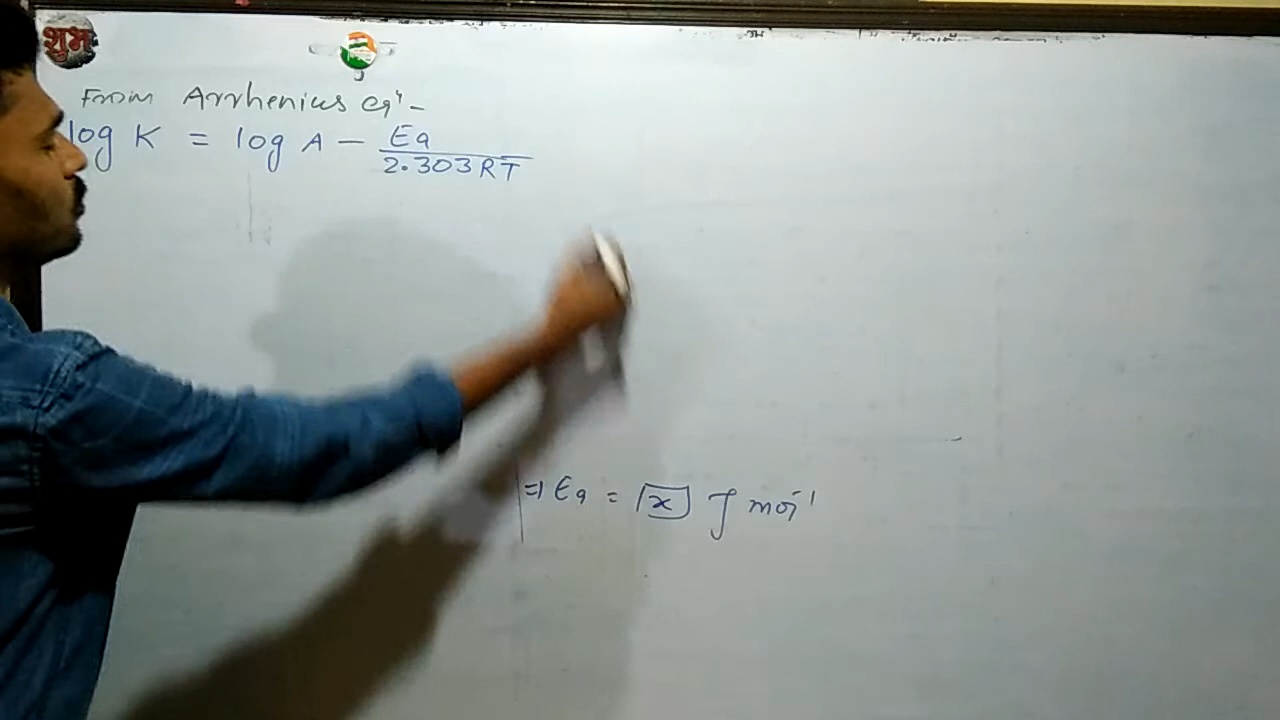 शुभ
From Arrhenius eqⁿ -
log K = log A - Ea / 2.303RT
⇒ Ea = x J mol⁻¹